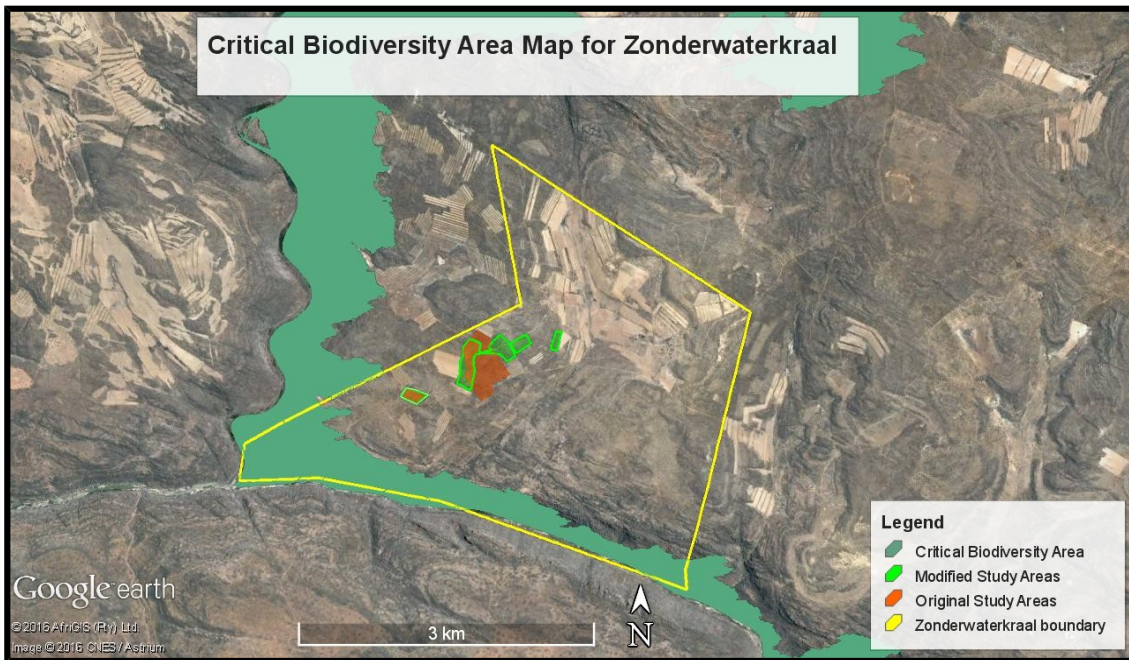 Critical Biodiversity Area Map for Zonderwaterkraal
Legend
Critical Biodiversity Area
Modified Study Areas
Original Study Areas
Zonderwaterkraal boundary
Google earth
© 2016 AfriGIS (Pty) Ltd
Image © 2016 CNES / Astrium
3 km
N